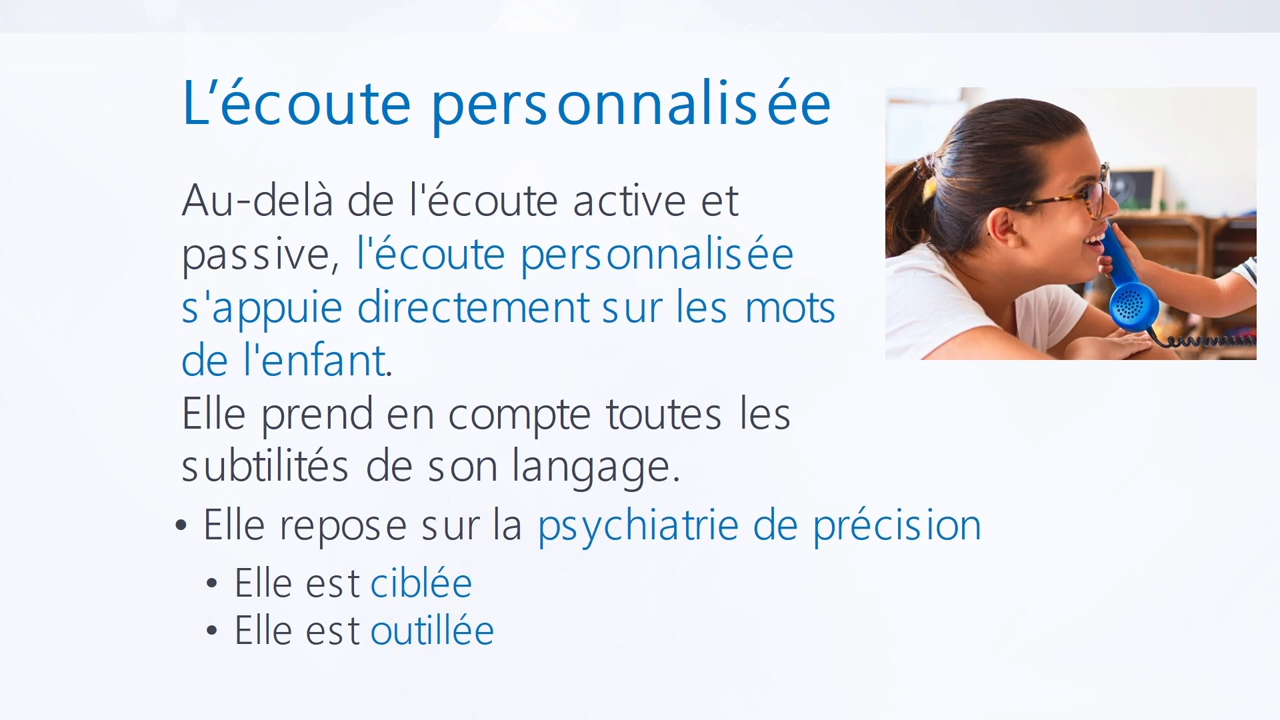 L’écoute personnalisée
Au-delà de l'écoute active et
passive, l'écoute personnalisée
s'appuie directement sur les mots
de l'enfant.
Elle prend en compte toutes les
subtilités de son langage.
• Elle repose sur la psychiatrie de précision
• Elle est ciblée
• Elle est outillée